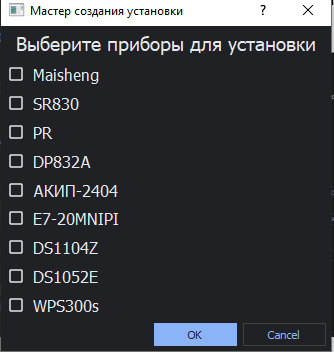 Мастер создания установки
Выберите приборы для установки
Maisheng
SR830
PR
DP832A
АКИП-2404
E7-20MNIPI
DS1104Z
DS1052E
WPS300s
OK
Cancel